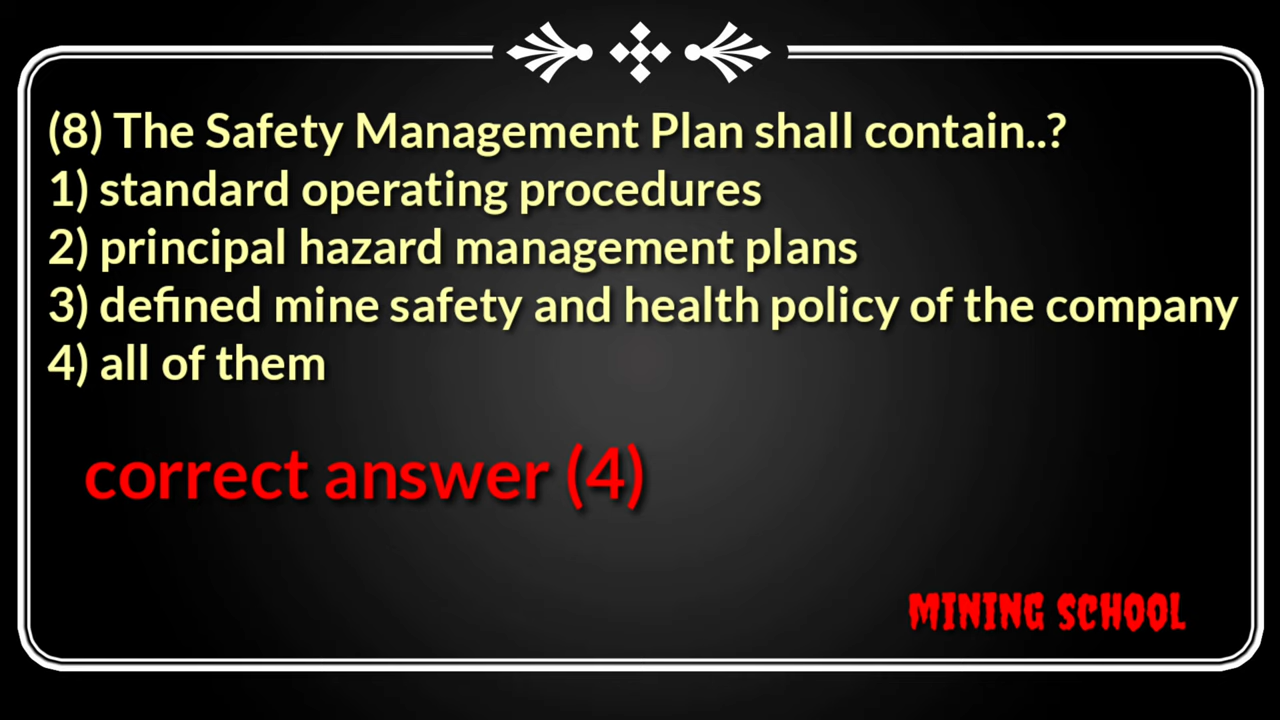 (8) The Safety Management Plan shall contain..?
1) standard operating procedures
2) principal hazard management plans
3) defined mine safety and health policy of the company
4) all of them
correct answer (4)
MINING SCHOOL